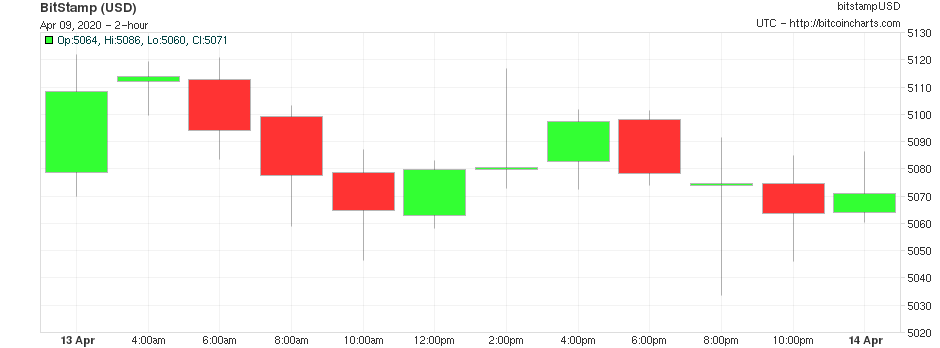 BitStamp (USD)
bitstampUSD
Apr 09, 2020 - 2-hour
UTC - http://bitcoincharts.com
Op:5064, Hi:5086, Lo:5060, Cl:5071
5130
5120
5110
5100
5090
5080
5070
5060
5050
5040
5030
5020
13 Apr 4:00am 6:00am 8:00am 10:00am 12:00pm 2:00pm 4:00pm 6:00pm 8:00pm 10:00pm 14 Apr